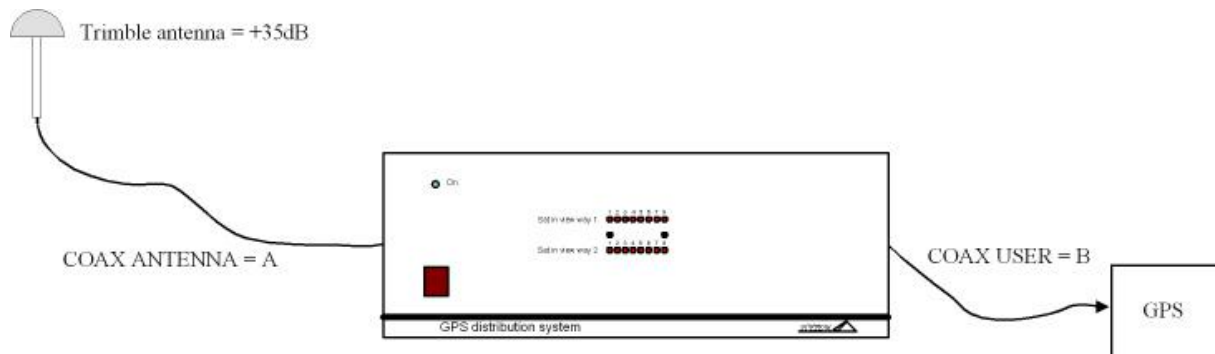 Trimble antenna = +35dB
On
Sat in view way 1
1 2 3 4 5 6 7 8
1 2 3 4 5 6 7 8
Sat in view way 2
COAX ANTENNA = A
COAX USER = B
GPS
GPS distribution system